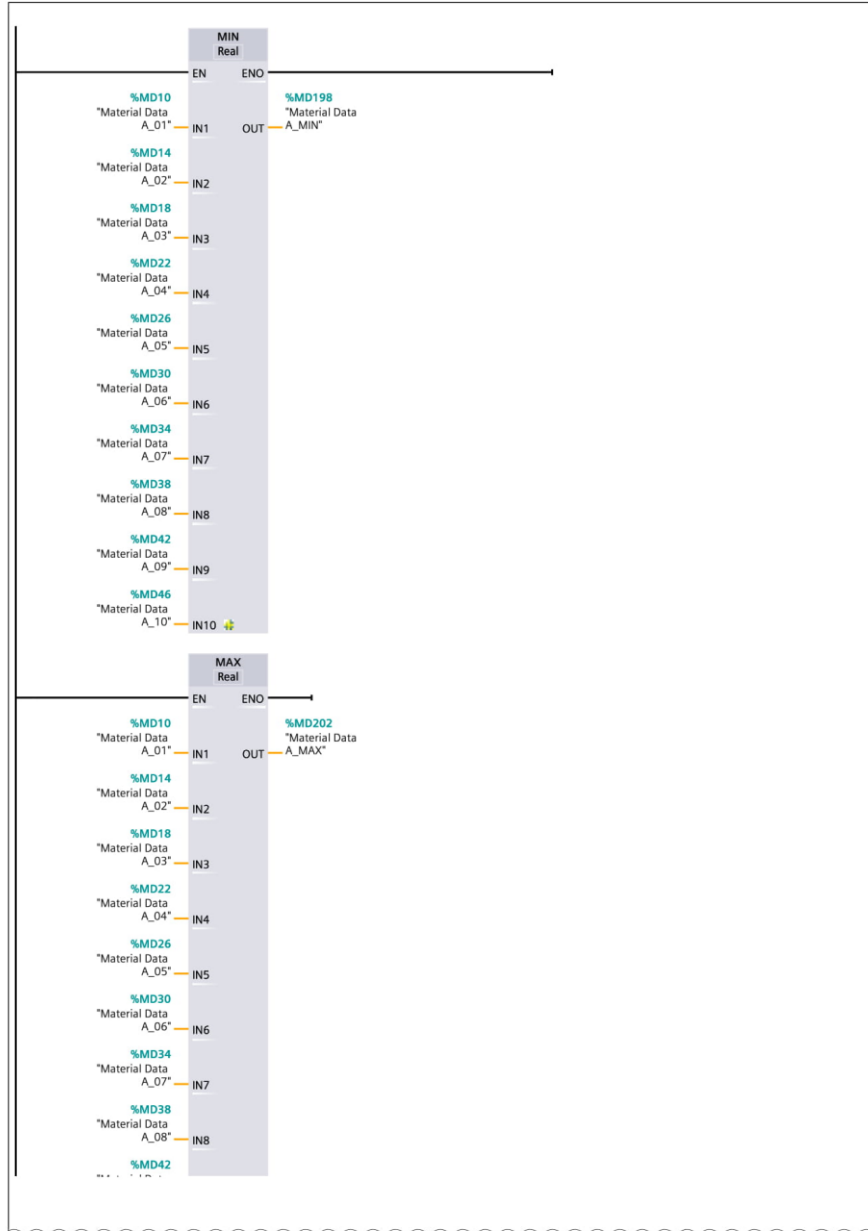 MIN
Real
EN ENO
%MD10
"Material Data
A_01"
IN1
%MD198
"Material Data
A_MIN"
OUT
%MD14
"Material Data
A_02"
IN2
%MD18
"Material Data
A_03"
IN3
%MD22
"Material Data
A_04"
IN4
%MD26
"Material Data
A_05"
IN5
%MD30
"Material Data
A_06"
IN6
%MD34
"Material Data
A_07"
IN7
%MD38
"Material Data
A_08"
IN8
%MD42
"Material Data
A_09"
IN9
%MD46
"Material Data
A_10"
IN10
MAX
Real
EN ENO
%MD10
"Material Data
A_01"
IN1
%MD202
"Material Data
A_MAX"
OUT
%MD14
"Material Data
A_02"
IN2
%MD18
"Material Data
A_03"
IN3
%MD22
"Material Data
A_04"
IN4
%MD26
"Material Data
A_05"
IN5
%MD30
"Material Data
A_06"
IN6
%MD34
"Material Data
A_07"
IN7
%MD38
"Material Data
A_08"
IN8
%MD42